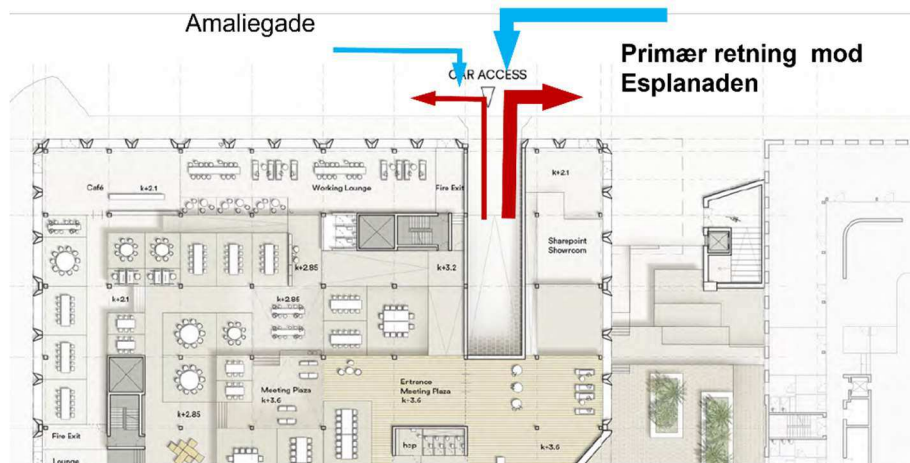 Amaliegade
Primær retning mod
Esplanaden
CAR ACCESS
Café
k+2.1
Working Lounge
Fire Exit
k+2.1
Sharepoint
Showroom
k+2.85
k+3.2
k+2.1
k+2.85
Meeting Plaza
k+3.6
Entrance
Meeting Plaza
k+3.6
k+2.85
Fire Exit
hcp
k+3.6
Lounge